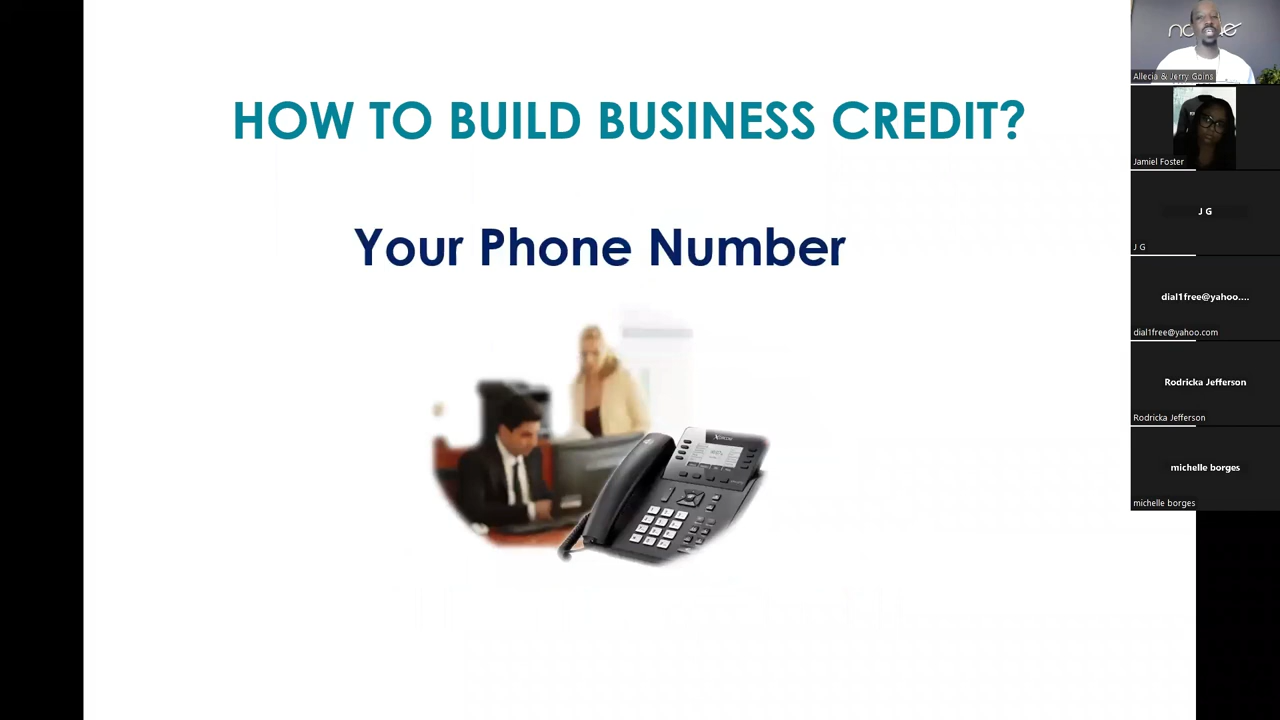 HOW TO BUILD BUSINESS CREDIT?
Your Phone Number
Allecia & Jerry Goins
Jamiel Foster
J G
J G
dial1free@yahoo....
dial1free@yahoo.com
Rodricka Jefferson
Rodricka Jefferson
michelle borges
michelle borges